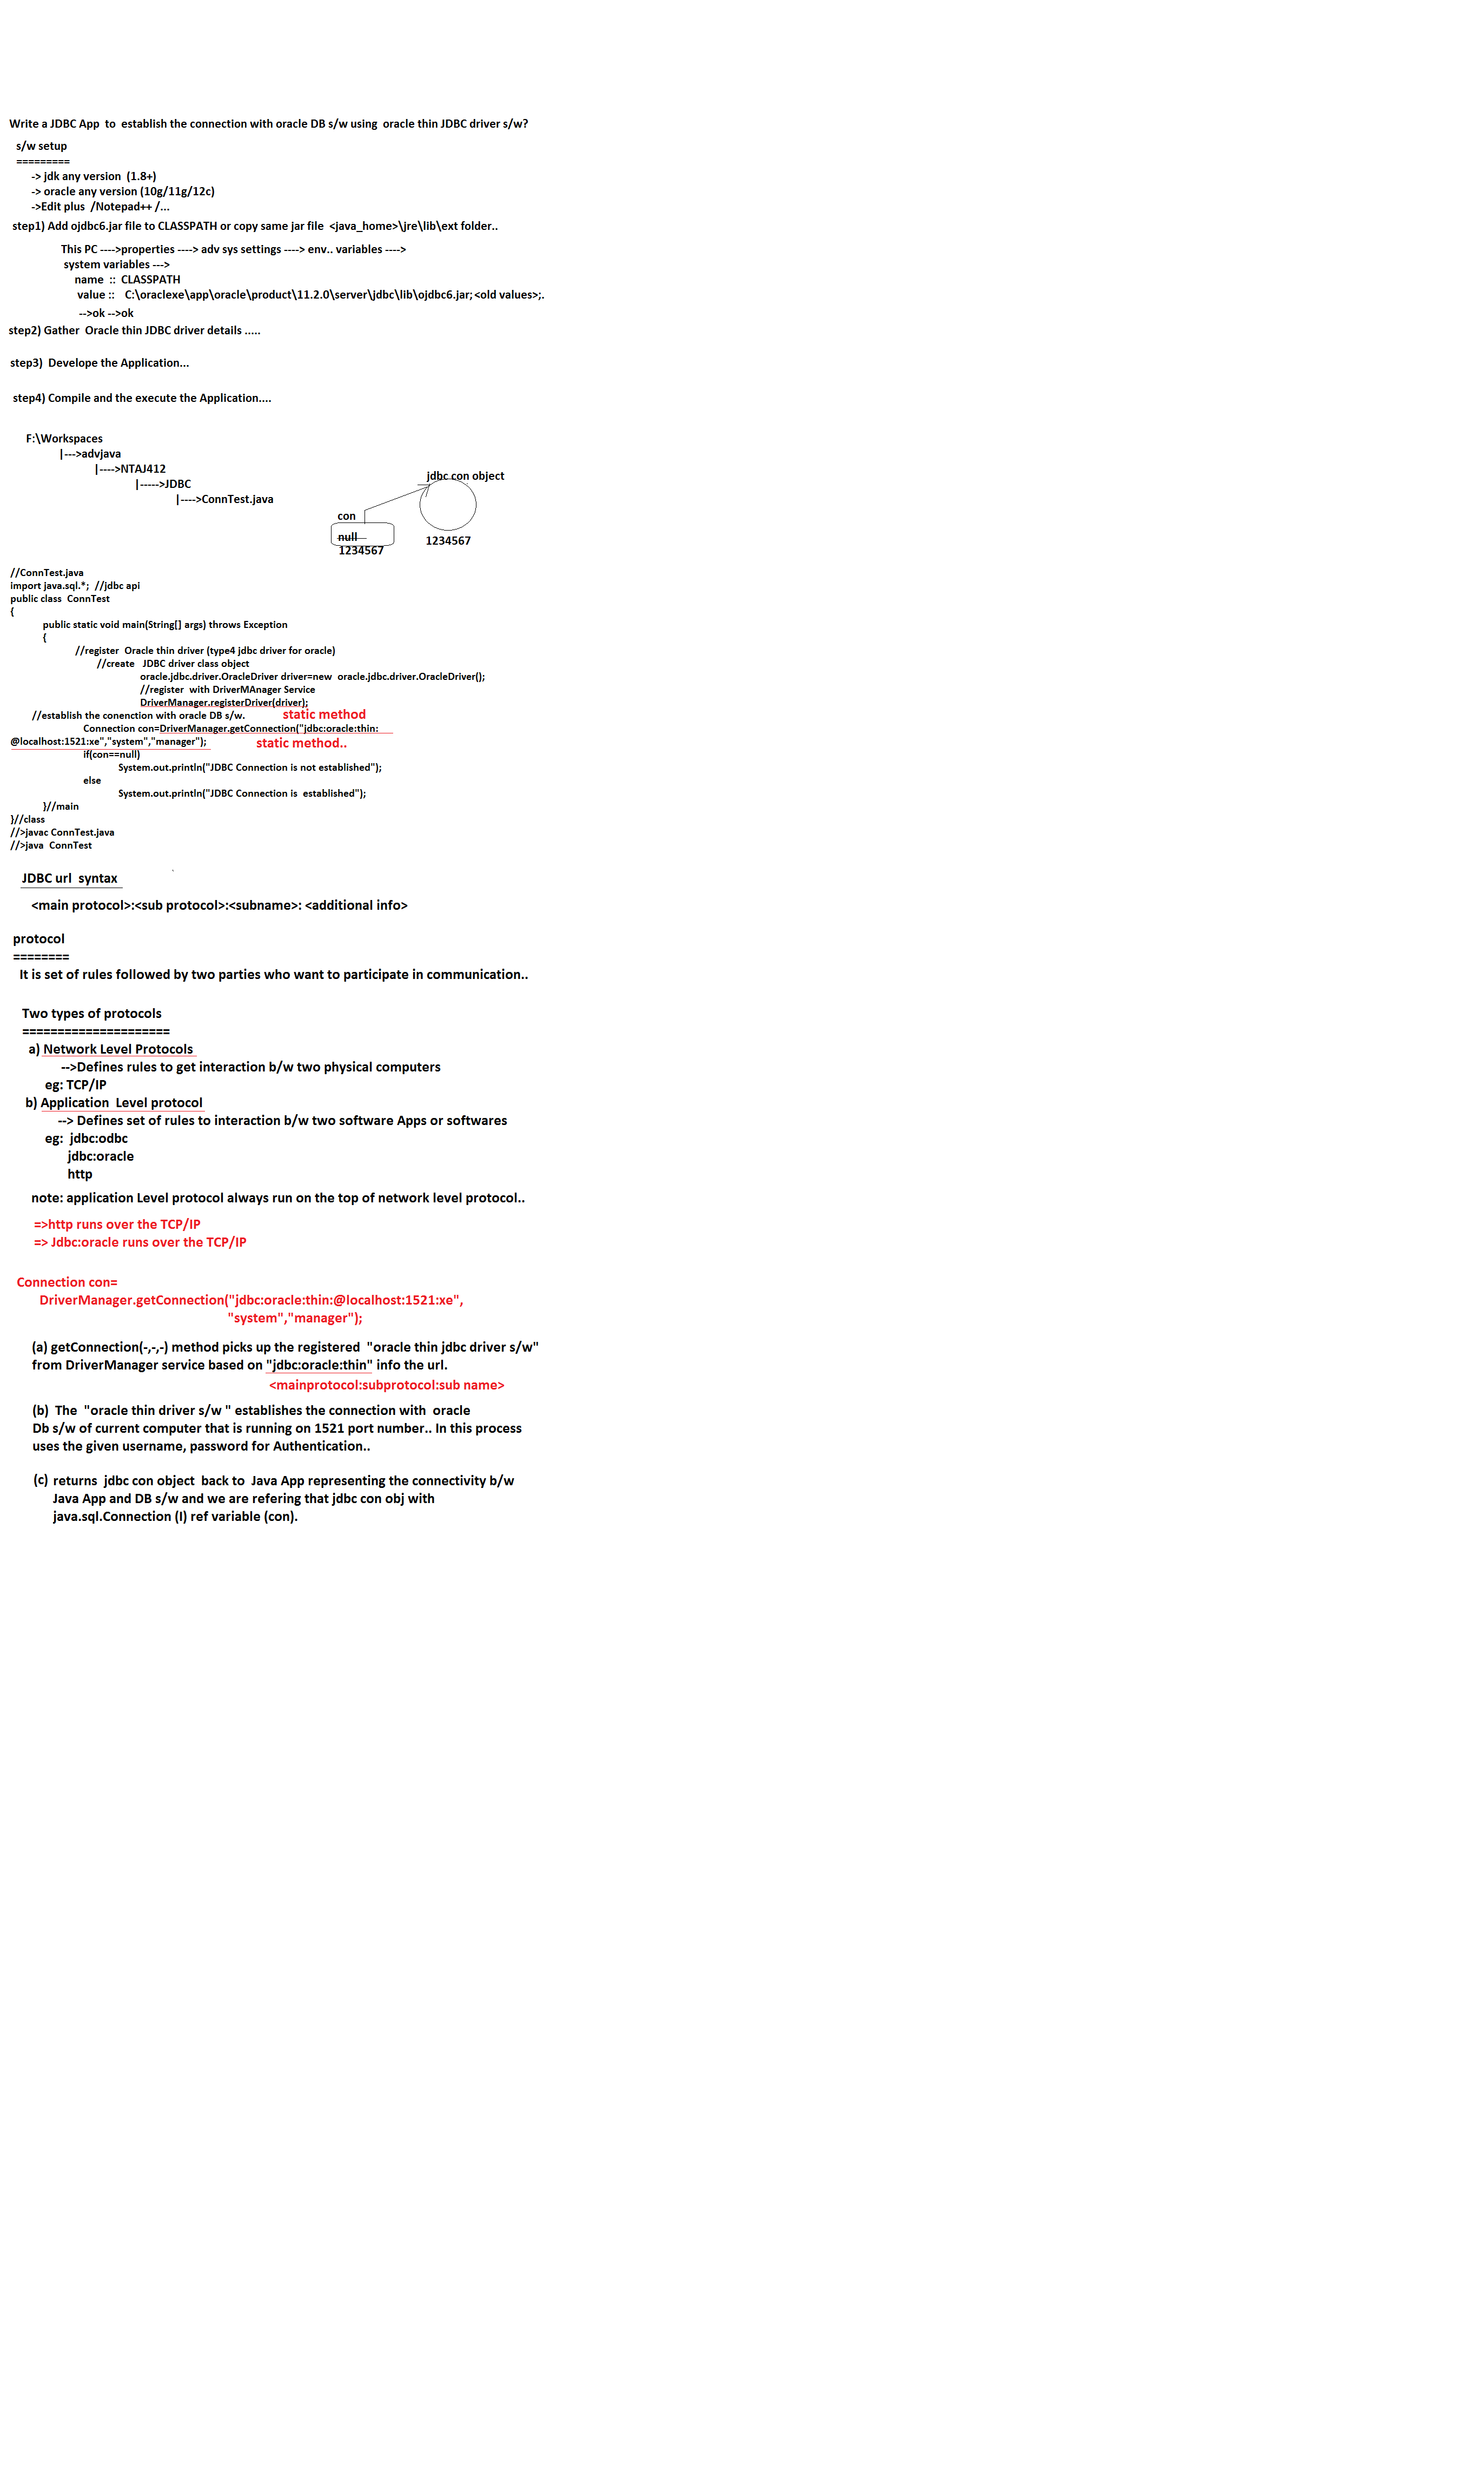 Write a JDBC App to establish the connection with oracle DB s/w using oracle thin JDBC driver s/w?
s/w setup
=========
-> jdk any version (1.8+)
-> oracle any version (10g/11g/12c)
->Edit plus /Notepad++ /...
step1) Add ojdbc6.jar file to CLASSPATH or copy same jar file <java_home>\jre\lib\ext folder..
This PC ---->properties ----> adv sys settings ----> env.. variables ---->
system variables --->
name :: CLASSPATH
value :: C:\oraclexe\app\oracle\product\11.2.0\server\jdbc\lib\ojdbc6.jar;<old values>;.
-->ok -->ok
step2) Gather Oracle thin JDBC driver details .....
step3) Develope the Application...
step4) Compile and the execute the Application....
F:\Workspaces
|--->advjava
|---->NTAJ412
|----->JDBC
|---->ConnTest.java
jdbc con object
con
null
1234567
1234567
//ConnTest.java
import java.sql.*; //jdbc api
public class ConnTest
{
public static void main(String[] args) throws Exception
{
//register Oracle thin driver (type4 jdbc driver for oracle)
//create JDBC driver class object
oracle.jdbc.driver.OracleDriver driver=new oracle.jdbc.driver.OracleDriver();
//register with DriverMAnager Service
DriverManager.registerDriver(driver);
//establish the conenction with oracle DB s/w. static method
Connection con=DriverManager.getConnection("jdbc:oracle:thin:
@localhost:1521:xe","system","manager"); static method..
if(con==null)
System.out.println("JDBC Connection is not established");
else
System.out.println("JDBC Connection is established");
}//main
}//class
//>javac ConnTest.java
//>java ConnTest
JDBC url syntax
<main protocol>:<sub protocol>:<subname>: <additional info>
protocol
========
It is set of rules followed by two parties who want to participate in communication..
Two types of protocols
=====================
a) Network Level Protocols
-->Defines rules to get interaction b/w two physical computers
eg: TCP/IP
b) Application Level protocol
--> Defines set of rules to interaction b/w two software Apps or softwares
eg: jdbc:odbc
jdbc:oracle
http
note: application Level protocol always run on the top of network level protocol..
=>http runs over the TCP/IP
=> Jdbc:oracle runs over the TCP/IP
Connection con=
DriverManager.getConnection("jdbc:oracle:thin:@localhost:1521:xe",
"system","manager");
(a) getConnection(-,-,-) method picks up the registered "oracle thin jdbc driver s/w"
from DriverManager service based on "jdbc:oracle:thin" info the url.
<mainprotocol:subprotocol:sub name>
(b) The "oracle thin driver s/w " establishes the connection with oracle
Db s/w of current computer that is running on 1521 port number.. In this process
uses the given username, password for Authentication..
(c) returns jdbc con object back to Java App representing the connectivity b/w
Java App and DB s/w and we are refering that jdbc con obj with
java.sql.Connection (I) ref variable (con).